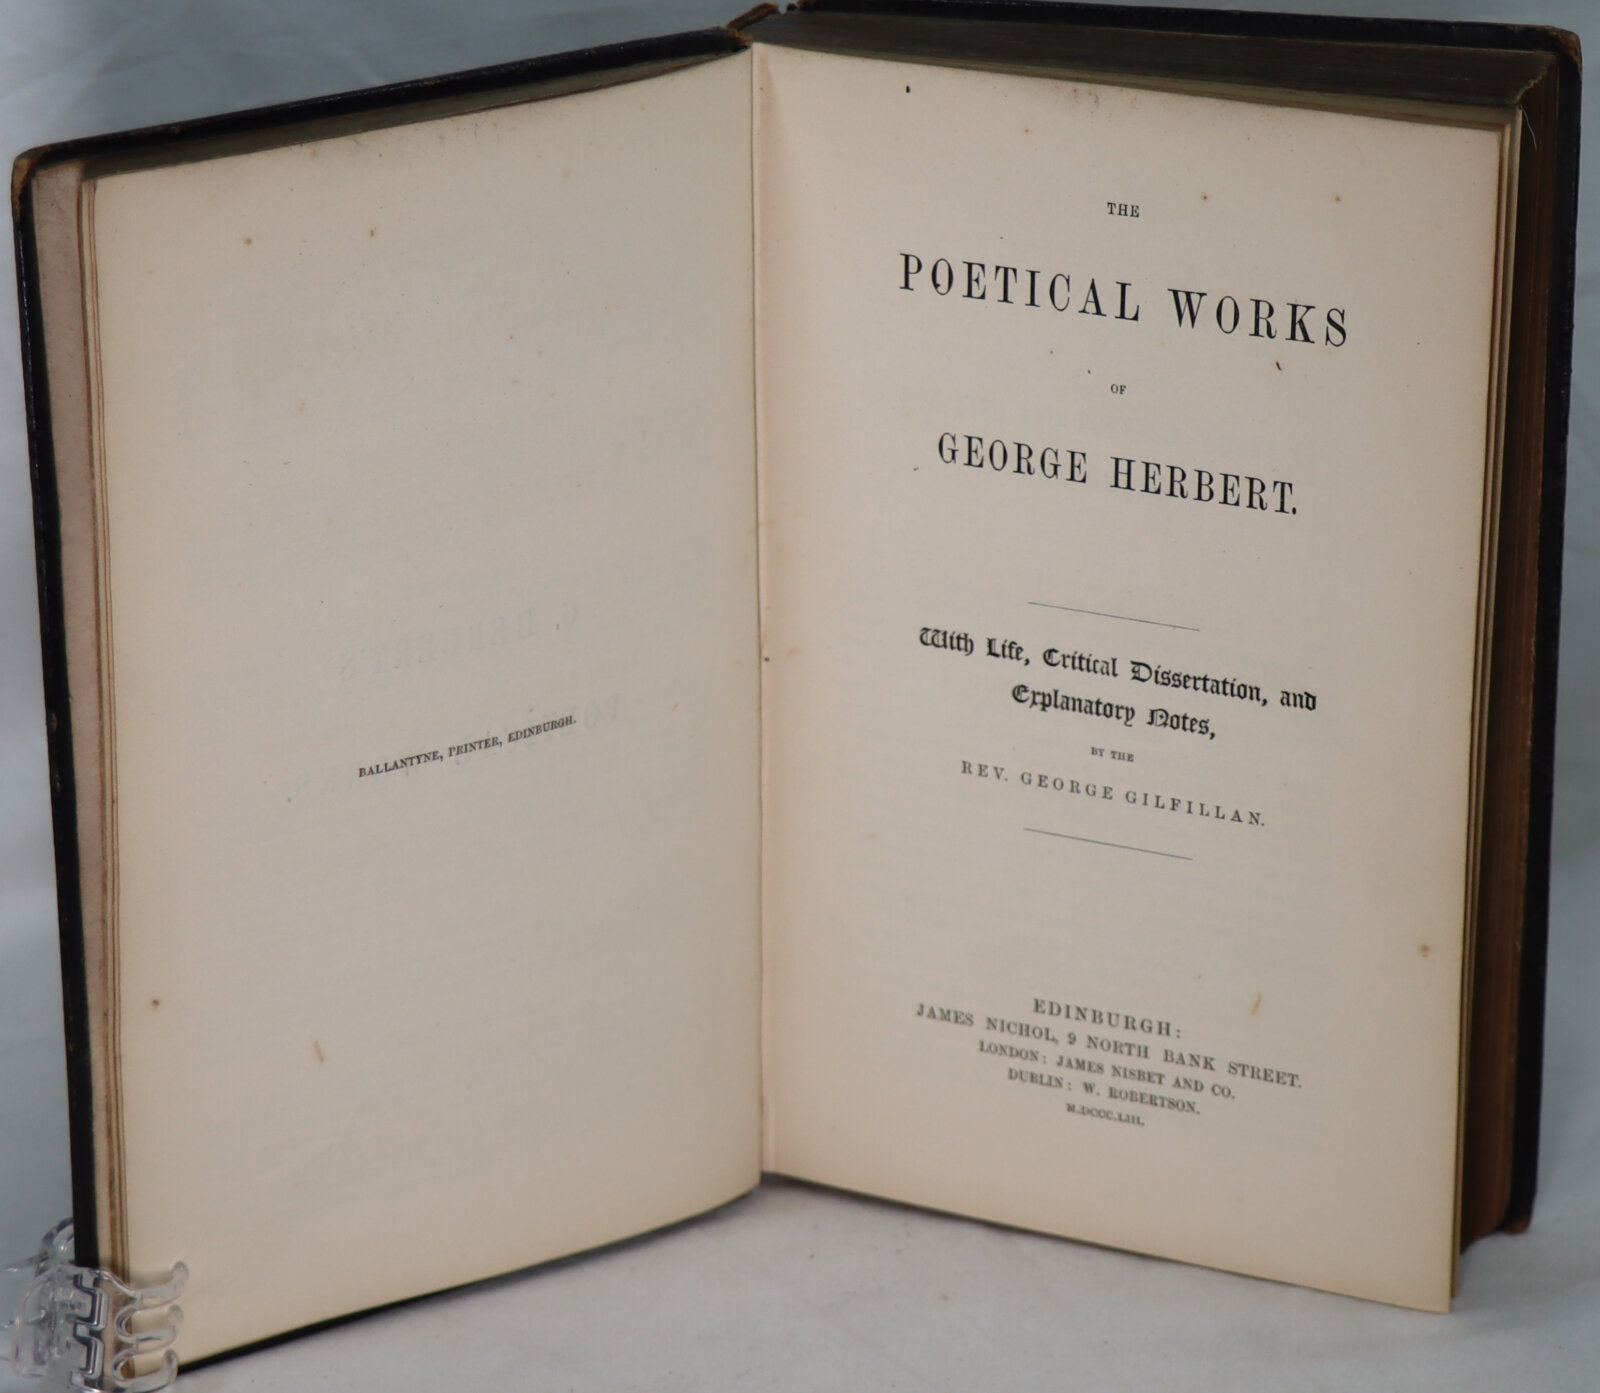 BALLANTYNE, PRINTER, EDINBURGH.
THE
POETICAL WORKS
OF
GEORGE HERBERT.
With Life, Critical Dissertation, and
Explanatory Notes,
BY THE
REV. GEORGE GILFILLAN.
EDINBURGH:
JAMES NICHOL, 9 NORTH BANK STREET.
LONDON: JAMES NISBET AND CO.
DUBLIN: W. ROBERTSON.
M.DCCC.LIII.